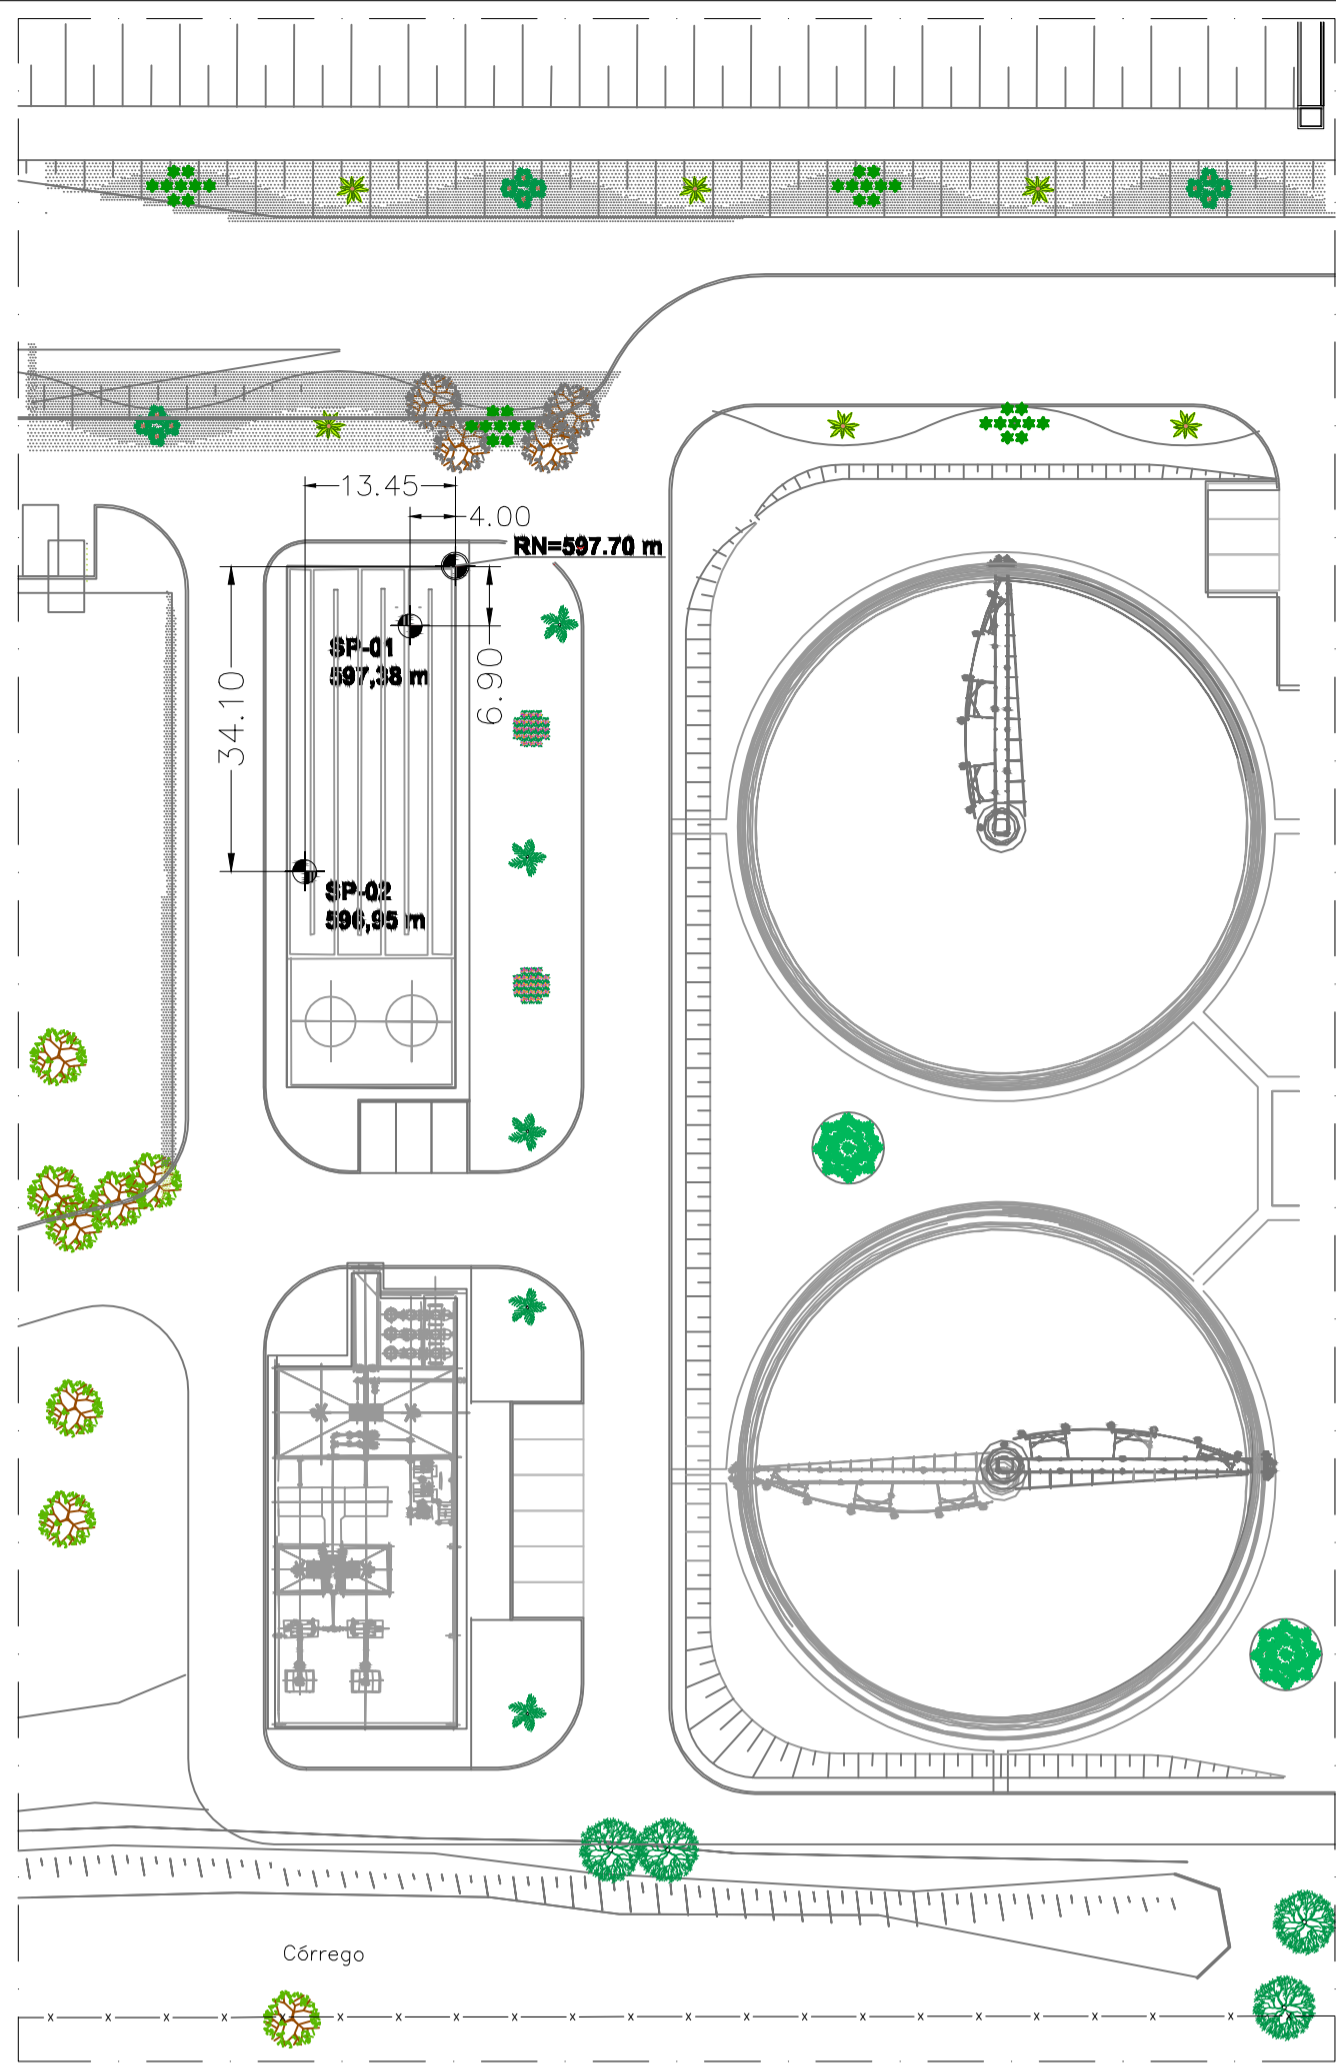 13.45
4.00
RN=597.70 m
SP-01
597,38 m
6.90
34.10
SP-02
596,95 m
Córrego
x x x x x x x x x x x x x x x x x x x x x